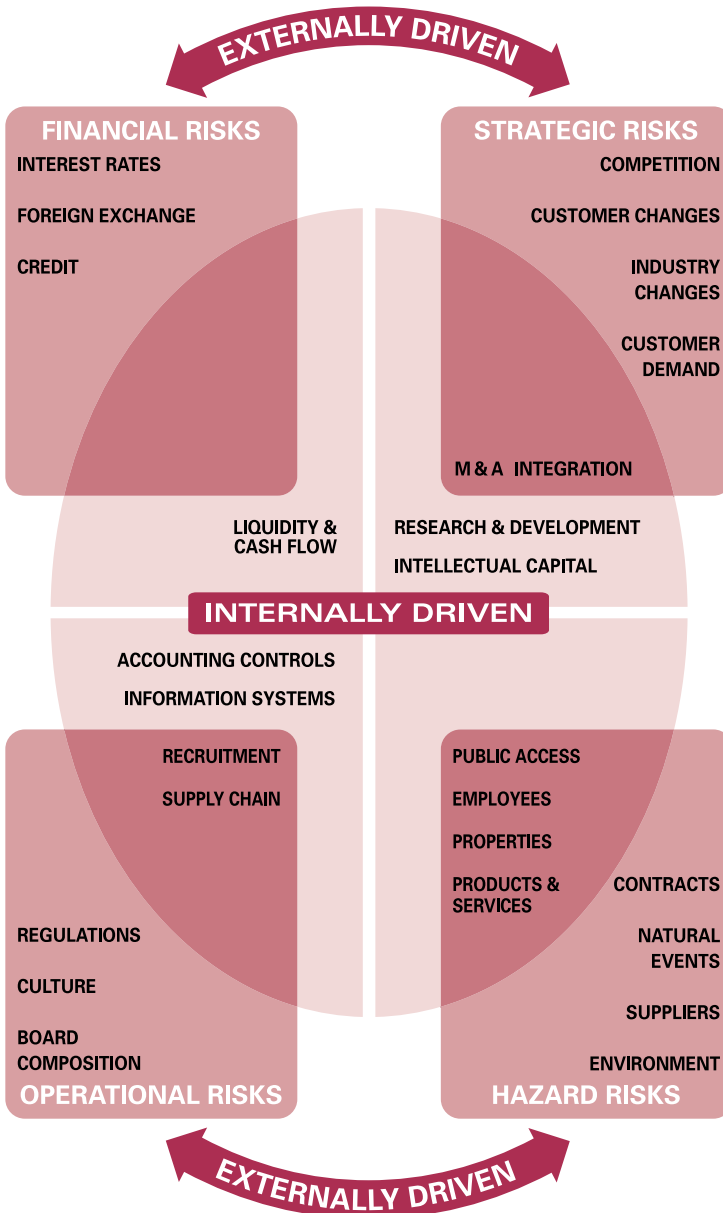 EXTERNALLY DRIVEN
FINANCIAL RISKS
INTEREST RATES
FOREIGN EXCHANGE
CREDIT
STRATEGIC RISKS
COMPETITION
CUSTOMER CHANGES
INDUSTRY
CHANGES
CUSTOMER
DEMAND
M & A INTEGRATION
LIQUIDITY &
CASH FLOW
RESEARCH & DEVELOPMENT
INTELLECTUAL CAPITAL
INTERNALLY DRIVEN
ACCOUNTING CONTROLS
INFORMATION SYSTEMS
RECRUITMENT
SUPPLY CHAIN
REGULATIONS
CULTURE
BOARD
COMPOSITION
OPERATIONAL RISKS
PUBLIC ACCESS
EMPLOYEES
PROPERTIES
PRODUCTS &
SERVICES
CONTRACTS
NATURAL
EVENTS
SUPPLIERS
ENVIRONMENT
HAZARD RISKS
EXTERNALLY DRIVEN